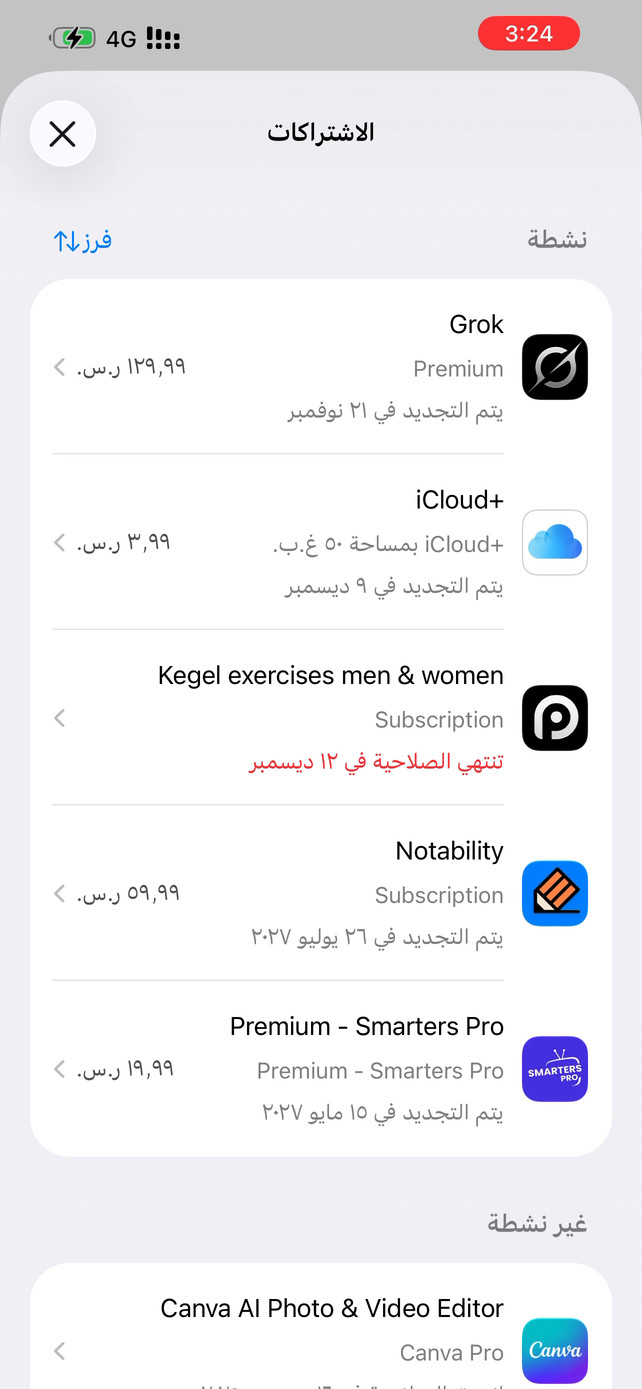 3:24
4G
الاشتراكات
نشطة
فرز
Grok
Premium
١٢٩,٩٩ ر.س.
يتم التجديد في ٢١ نوفمبر
iCloud+
iCloud+ بمساحة ٥٠ غ.ب.
٣,٩٩ ر.س.
يتم التجديد في ٩ ديسمبر
Kegel exercises men & women
Subscription
تنتهي الصلاحية في ١٢ ديسمبر
Notability
Subscription
٥٩,٩٩ ر.س.
يتم التجديد في ٢٦ يوليو ٢٠٢٧
Premium - Smarters Pro
Premium - Smarters Pro
١٩,٩٩ ر.س.
SMARTERS
PRO
يتم التجديد في ١٥ مايو ٢٠٢٧
غير نشطة
Canva AI Photo & Video Editor
Canva Pro
Canva